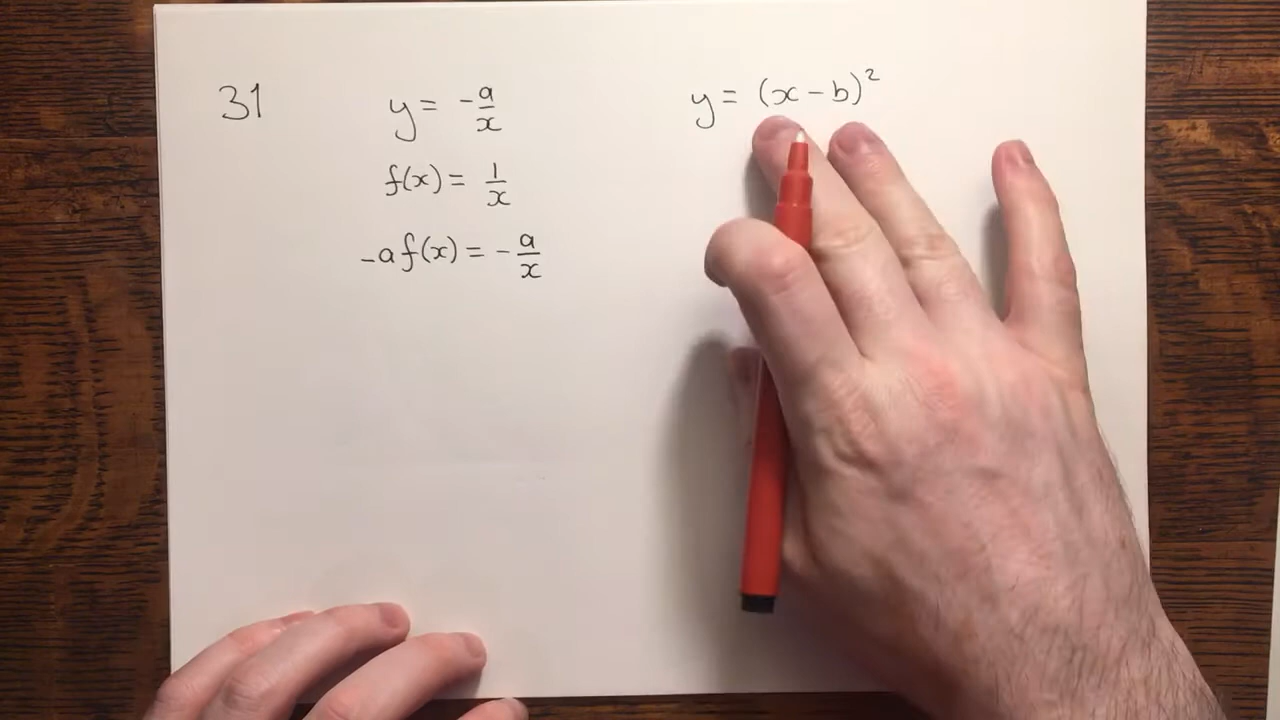 31
y = -a/x
f(x) = 1/x
-af(x) = -a/x
y = (x-b)²